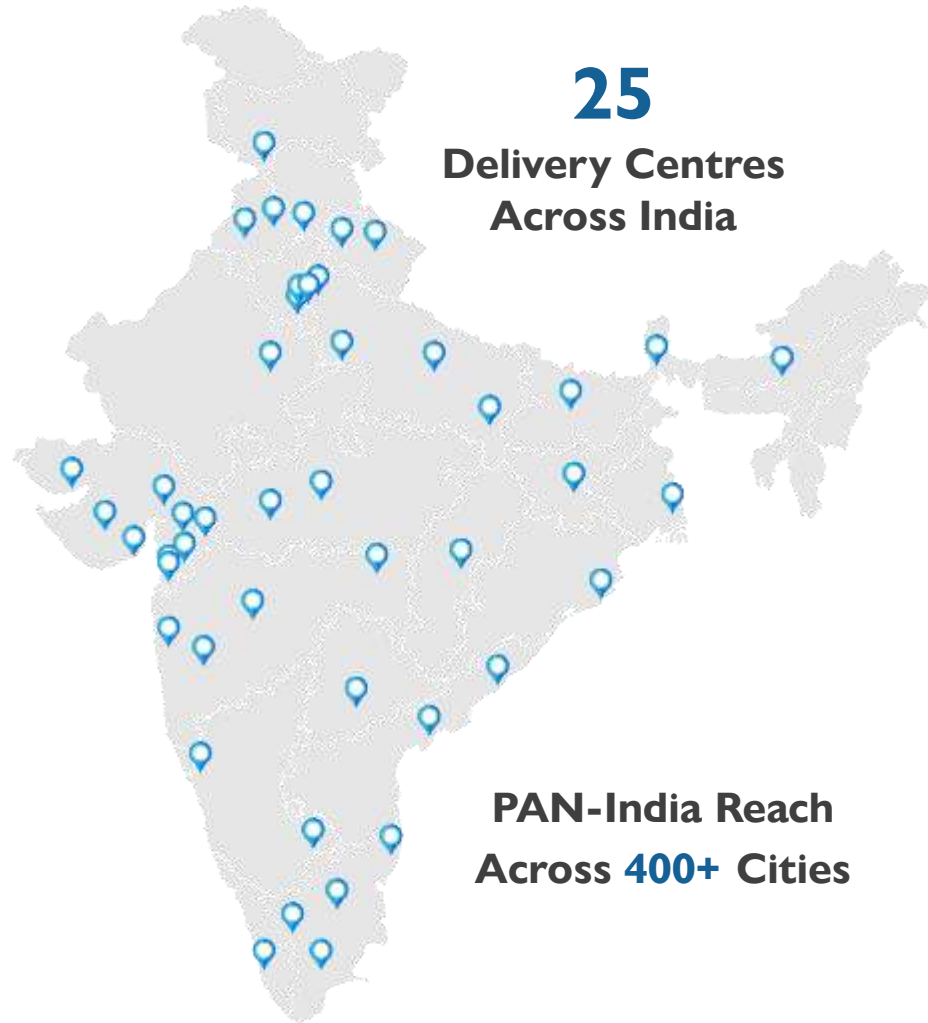 25
Delivery Centres
Across India
PAN-India Reach
Across 400+ Cities